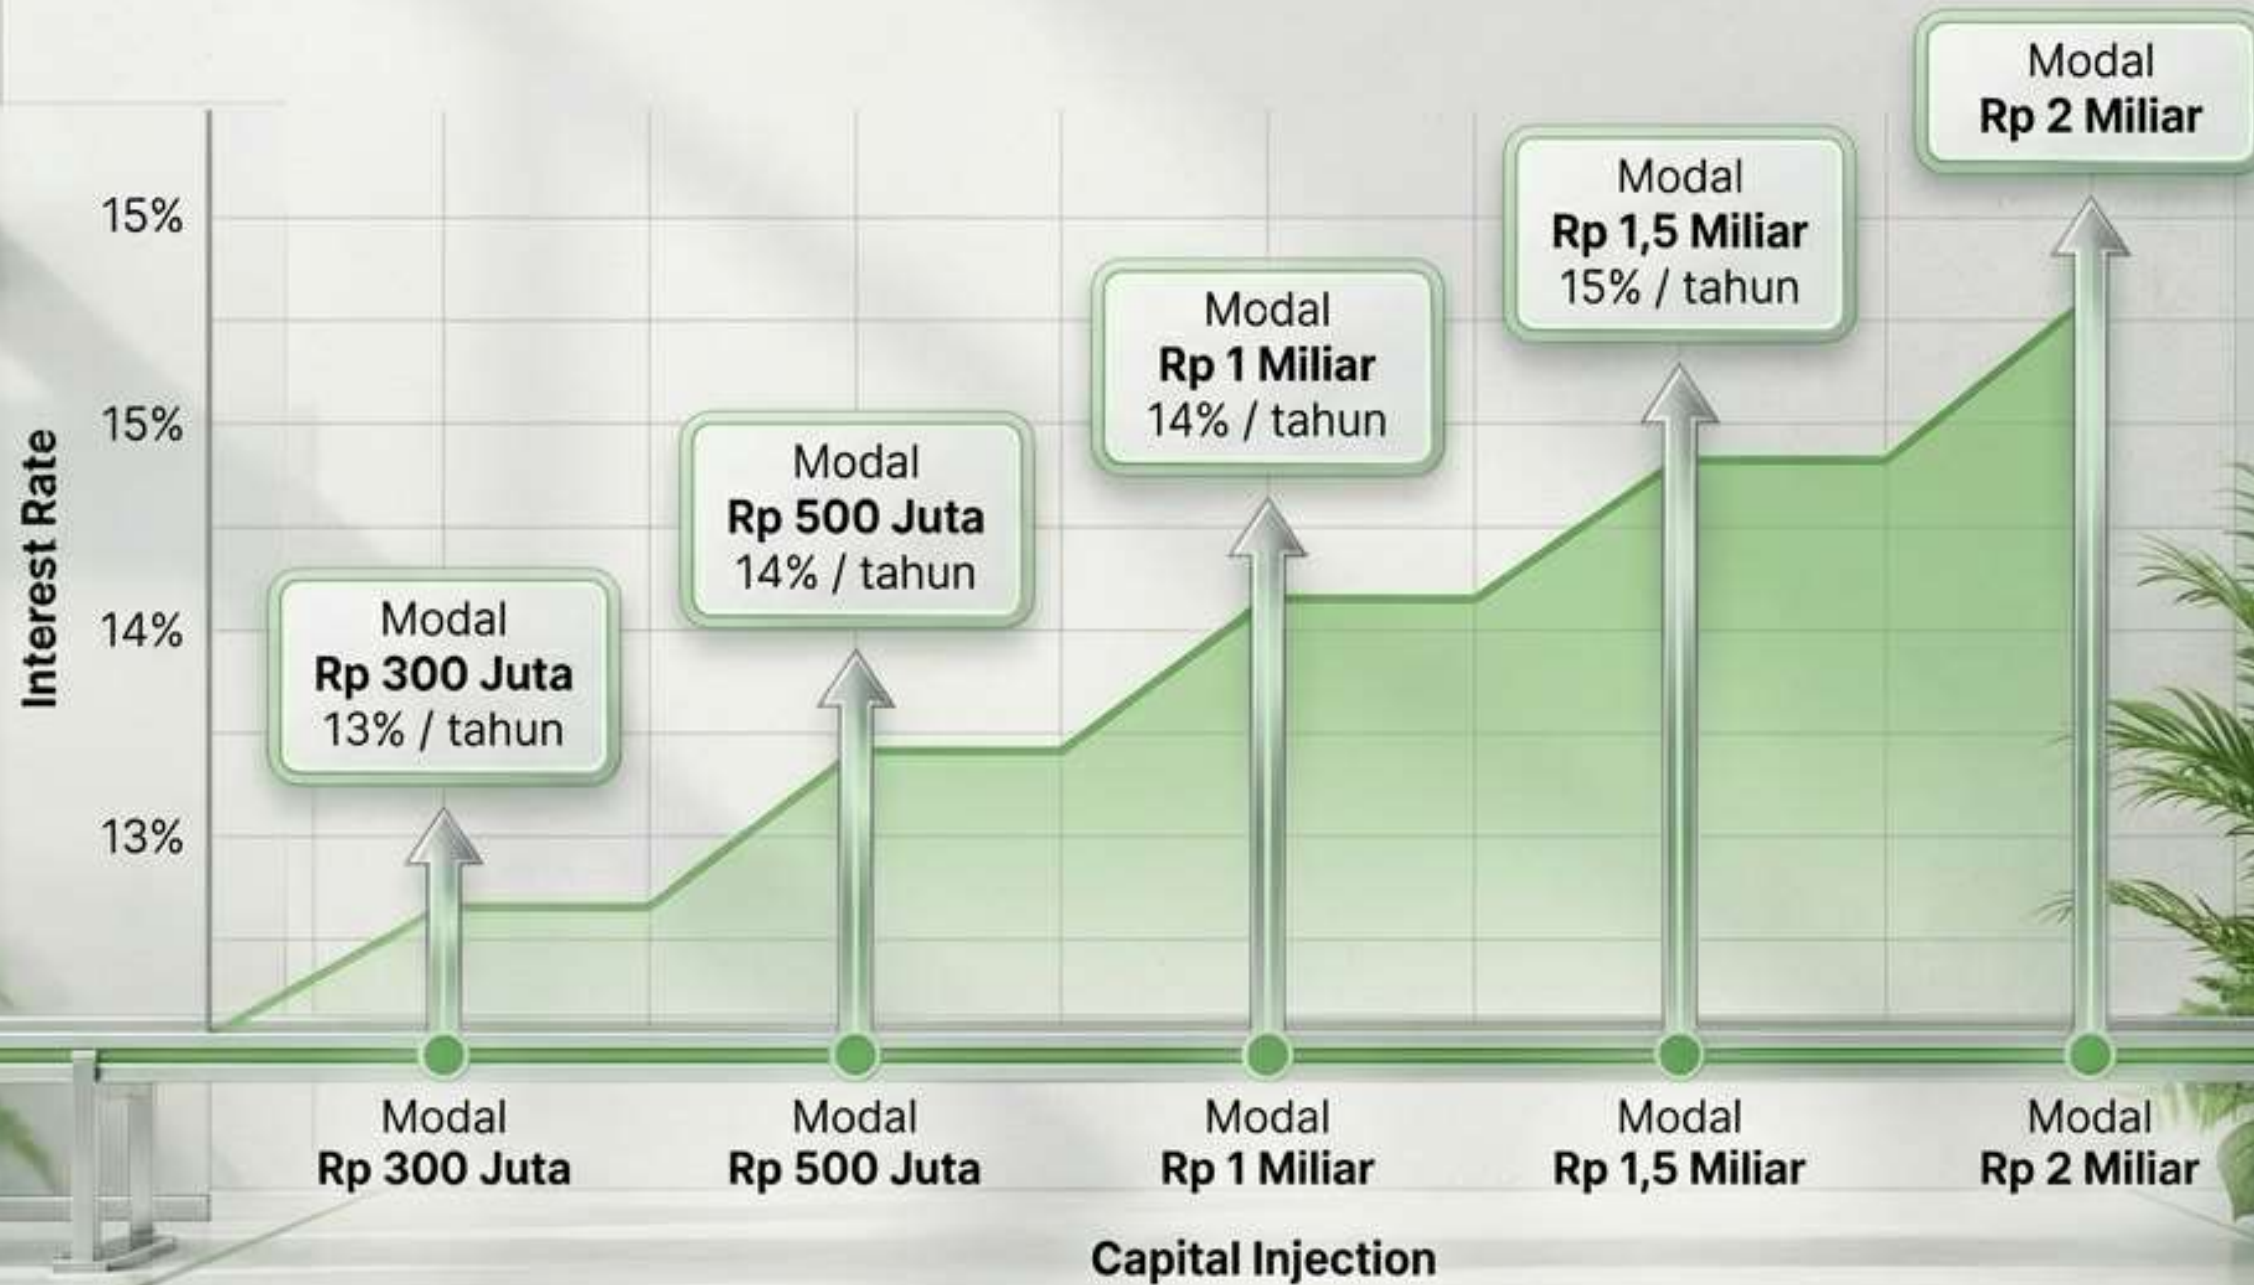 Modal
Rp 2 Miliar
Modal
Rp 1,5 Miliar
15% / tahun
Modal
Rp 1 Miliar
14% / tahun
Modal
Rp 500 Juta
14% / tahun
Modal
Rp 300 Juta
13% / tahun
15%
15%
14%
13%
Interest Rate
Modal
Rp 300 Juta
Modal
Rp 500 Juta
Modal
Rp 1 Miliar
Modal
Rp 1,5 Miliar
Modal
Rp 2 Miliar
Capital Injection